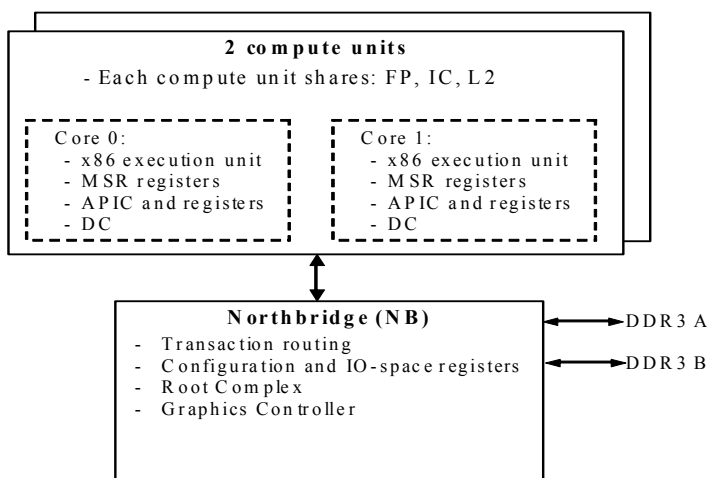 2 compute units
- Each compute unit shares: FP, IC, L2
Core 0:
- x86 execution unit
- MSR registers
- APIC and registers
- DC
Core 1:
- x86 execution unit
- MSR registers
- APIC and registers
- DC
Northbridge (NB)
- Transaction routing
- Configuration and IO-space registers
- Root Complex
- Graphics Controller
DDR3 A
DDR3 B